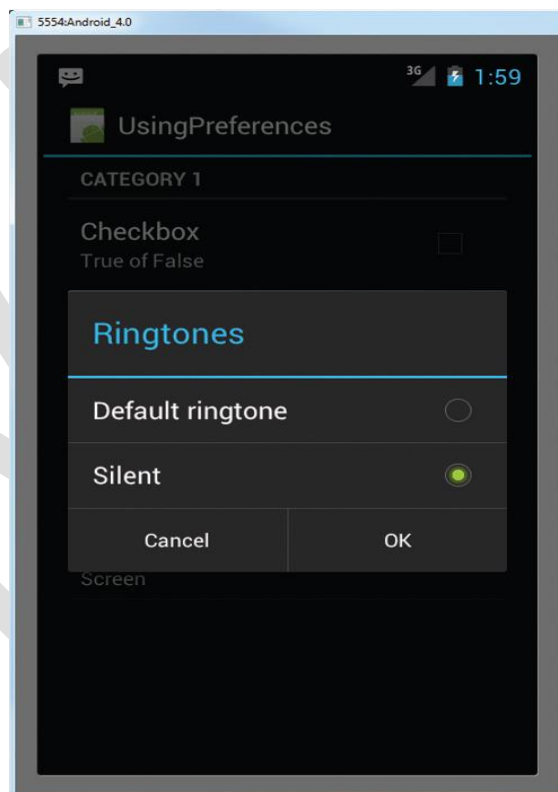 5554:Android_4.0
3G 1:59
UsingPreferences
CATEGORY 1
Checkbox
True of False
Ringtones
Default ringtone
Silent
Cancel OK
Screen